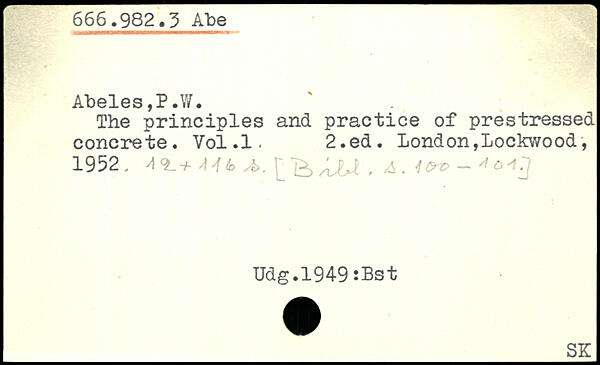 666.982.3 Abe
Abeles,P.W.
The principles and practice of prestressed
concrete. Vol.1. 2.ed. London,Lockwood,
1952. 12+116 s. [Bibl. s. 100-101.]
Udg.1949:Bst
SK